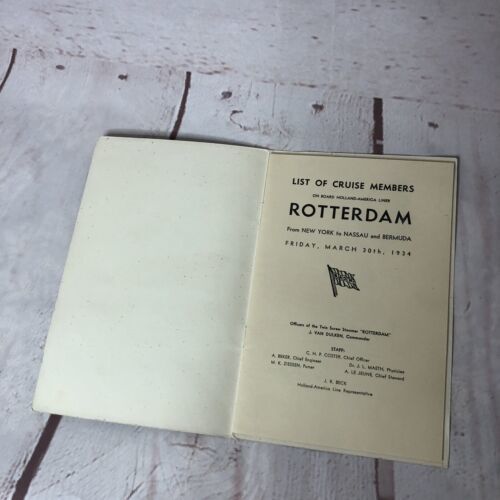 LIST OF CRUISE MEMBERS
ON BOARD HOLLAND-AMERICA LINER
ROTTERDAM
From NEW YORK to NASSAU and BERMUDA
FRIDAY, MARCH 30th, 1934
Officers of the Twin Screw Steamer "ROTTERDAM"
J. VAN DULKEN, Commander
STAFF:
C. H. P. COSTER, Chief Officer
A. BEKER, Chief Engineer Dr. J. L. MAETH, Physician
M. K. ZIESSEN, Purser A. LE JEUNE, Chief Steward
J. X. BECK
Holland-America Line Representative